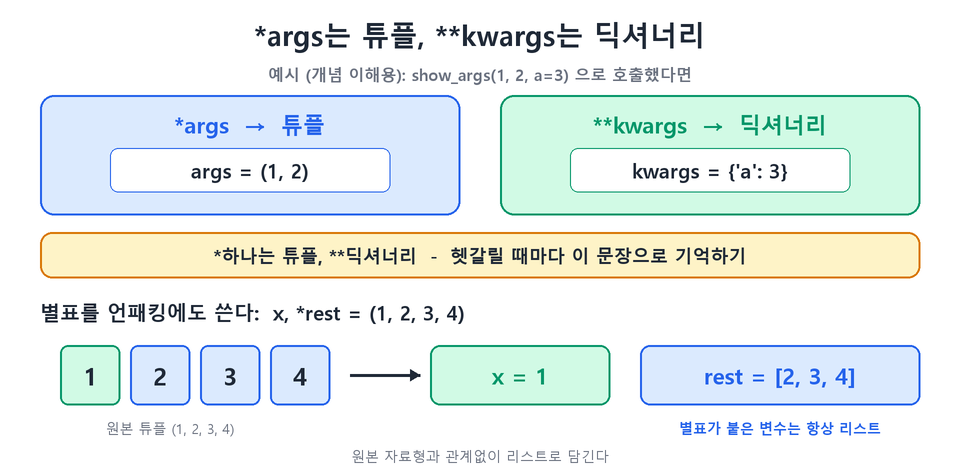 *args는 튜플, **kwargs는 딕셔너리
예시 (개념 이해용): show_args(1, 2, a=3) 으로 호출했다면
*args → 튜플
args = (1, 2)
**kwargs → 딕셔너리
kwargs = {'a': 3}
*하나는 튜플, **딕셔너리 - 헷갈릴 때마다 이 문장으로 기억하기
별표를 언패킹에도 쓴다: x, *rest = (1, 2, 3, 4)
1 2 3 4
x = 1
rest = [2, 3, 4]
원본 튜플 (1, 2, 3, 4)
별표가 붙은 변수는 항상 리스트
원본 자료형과 관계없이 리스트로 담긴다